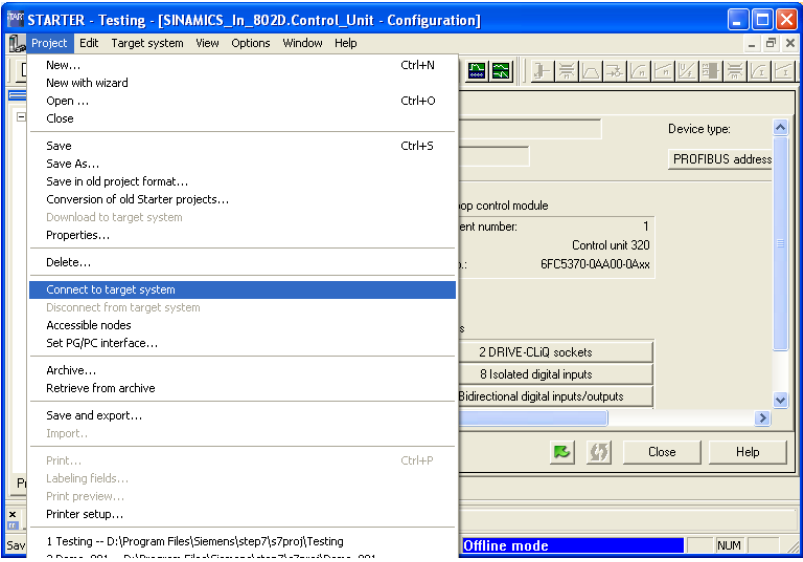 STARTER - Testing - [SINAMICS_In_802D.Control_Unit - Configuration]
Project Edit Target system View Options Window Help
New... Ctrl+N
New with wizard
Open ... Ctrl+O
Close
Save Ctrl+S
Save As...
Save in old project format...
Conversion of old Starter projects...
Download to target system
Properties...
Delete...
Connect to target system
Disconnect from target system
Accessible nodes
Set PG/PC interface...
Archive...
Retrieve from archive
Save and export...
Import..
Print... Ctrl+P
Labeling fields...
Print preview...
Printer setup...
1 Testing -- D:\Program Files\Siemens\step7\s7proj\Testing
Device type:
PROFIBUS address
oop control module
ent number: 1
Control unit 320
.: 6FC5370-0AA00-0Axx
s
2 DRIVE-CLiQ sockets
8 Isolated digital inputs
Bidirectional digital inputs/outputs
Close Help
Sav
Offline mode NUM